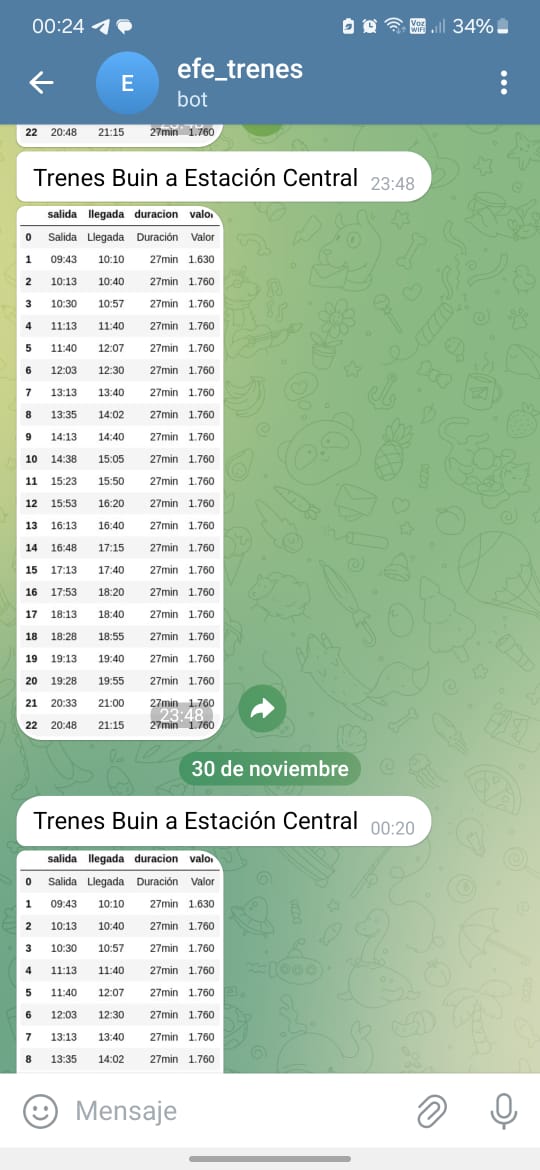 00:24 Voz WiFi 34%
E efe_trenes
bot
22 20:48 21:15 27min 1.760
Trenes Buin a Estación Central 23:48
salida llegada duracion valor
0 Salida Llegada Duración Valor
1 09:43 10:10 27min 1.630
2 10:13 10:40 27min 1.760
3 10:30 10:57 27min 1.760
4 11:13 11:40 27min 1.760
5 11:40 12:07 27min 1.760
6 12:03 12:30 27min 1.760
7 13:13 13:40 27min 1.760
8 13:35 14:02 27min 1.760
9 14:13 14:40 27min 1.760
10 14:38 15:05 27min 1.760
11 15:23 15:50 27min 1.760
12 15:53 16:20 27min 1.760
13 16:13 16:40 27min 1.760
14 16:48 17:15 27min 1.760
15 17:13 17:40 27min 1.760
16 17:53 18:20 27min 1.760
17 18:13 18:40 27min 1.760
18 18:28 18:55 27min 1.760
19 19:13 19:40 27min 1.760
20 19:28 19:55 27min 1.760
21 20:33 21:00 27min 1.760
23:48
22 20:48 21:15 27min 1.760
30 de noviembre
Trenes Buin a Estación Central 00:20
salida llegada duracion valor
0 Salida Llegada Duración Valor
1 09:43 10:10 27min 1.630
2 10:13 10:40 27min 1.760
3 10:30 10:57 27min 1.760
4 11:13 11:40 27min 1.760
5 11:40 12:07 27min 1.760
6 12:03 12:30 27min 1.760
7 13:13 13:40 27min 1.760
8 13:35 14:02 27min 1.760
Mensaje